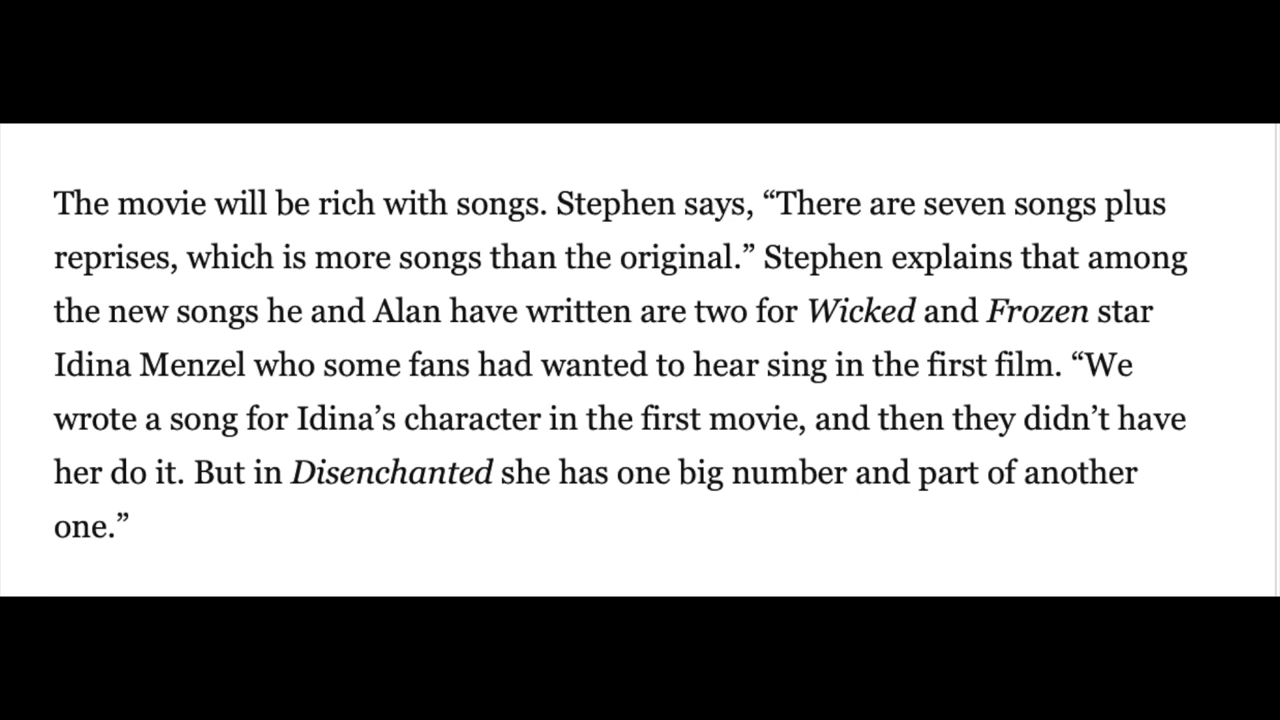 The movie will be rich with songs. Stephen says, “There are seven songs plus
reprises, which is more songs than the original.” Stephen explains that among
the new songs he and Alan have written are two for Wicked and Frozen star
Idina Menzel who some fans had wanted to hear sing in the first film. “We
wrote a song for Idina’s character in the first movie, and then they didn’t have
her do it. But in Disenchanted she has one big number and part of another
one.”